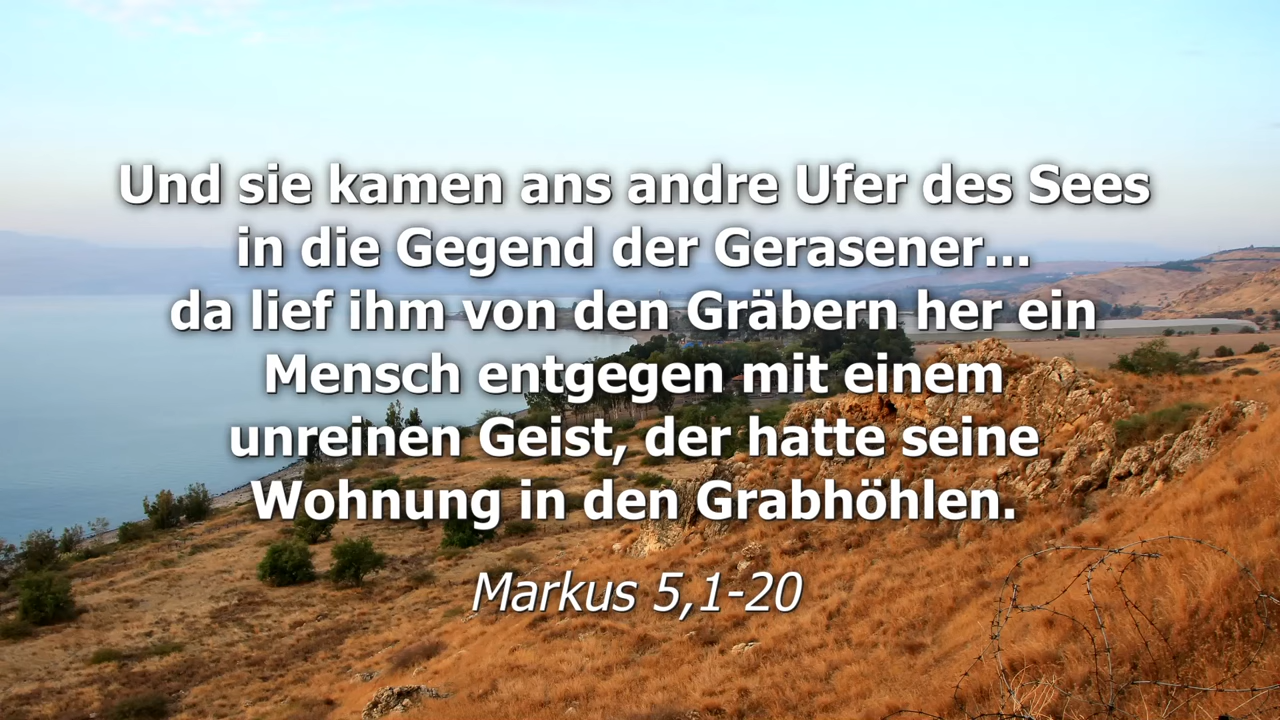 Und sie kamen ans andre Ufer des Sees
in die Gegend der Gerasener...
da lief ihm von den Gräbern her ein
Mensch entgegen mit einem
unreinen Geist, der hatte seine
Wohnung in den Grabhöhlen.
Markus 5,1-20